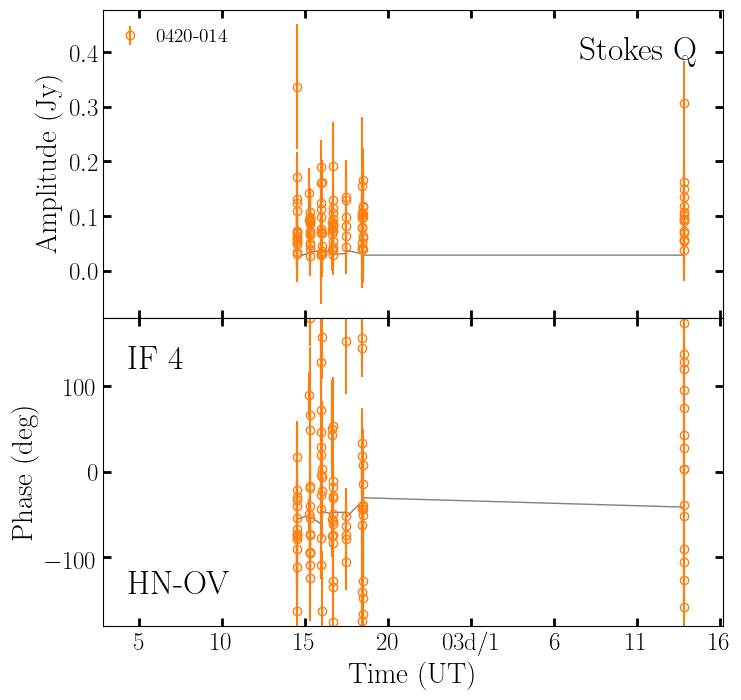 0420-014
Stokes Q
0.4
0.3
0.2
0.1
0.0
Amplitude (Jy)
IF 4
100
0
−100
Phase (deg)
HN-OV
5 10 15 20 03d/1 6 11 16
Time (UT)